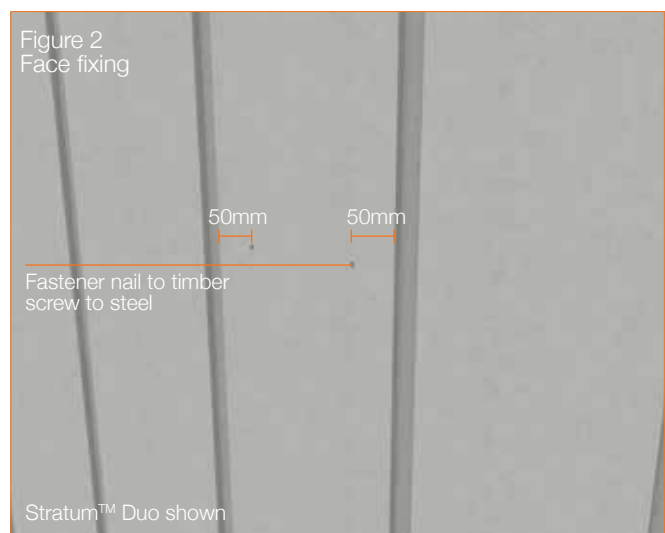 Figure 2
Face fixing
50mm 50mm
Fastener nail to timber
screw to steel
Stratum™ Duo shown